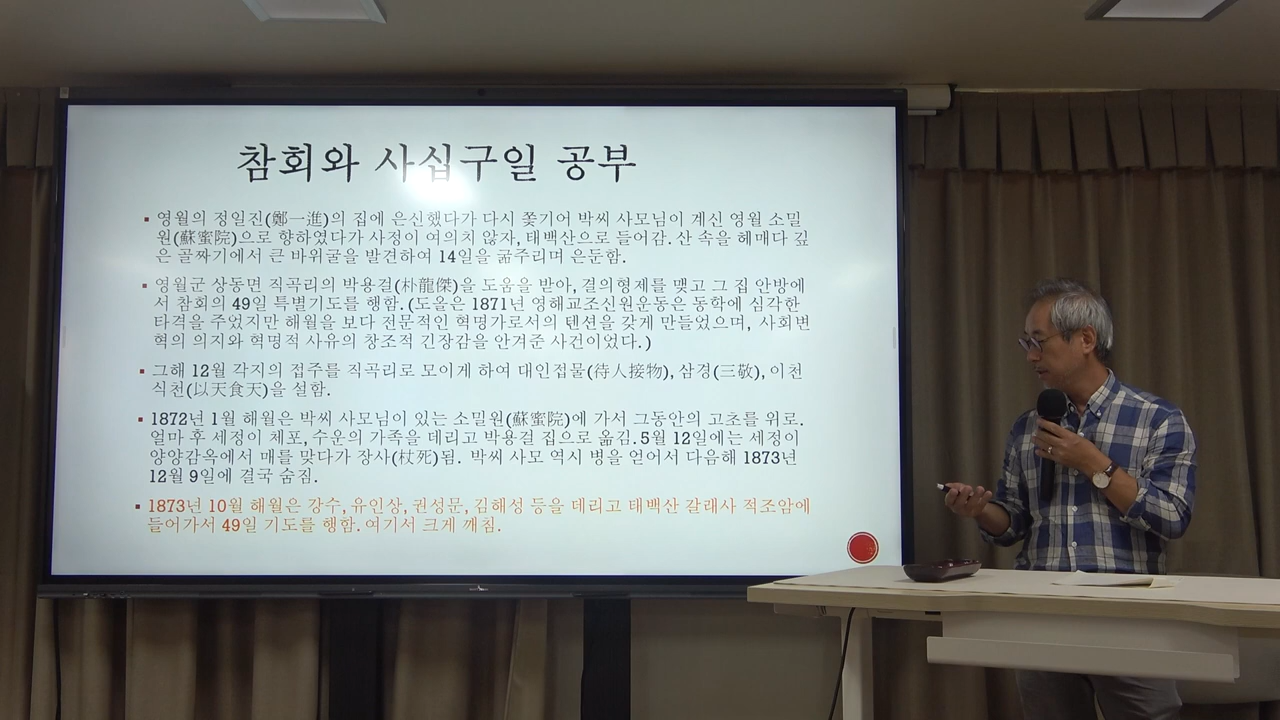 참회와 사십구일 공부
▪ 영월의 정일진(鄭一進)의 집에 은신했다가 다시 쫓기어 박씨 사모님이 계신 영월 소밀
원(蘇蜜院)으로 향하였다가 사정이 여의치 않자, 태백산으로 들어감. 산 속을 헤매다 깊
은 골짜기에서 큰 바위굴을 발견하여 14일을 굶주리며 은둔함.
▪ 영월군 상동면 직곡리의 박용걸(朴龍傑)을 도움을 받아, 결의형제를 맺고 그 집 안방에
서 참회의 49일 특별기도를 행함. (도올은 1871년 영해교조신원운동은 동학에 심각한
타격을 주었지만 해월을 보다 전문적인 혁명가로서의 텐션을 갖게 만들었으며, 사회변
혁의 의지와 혁명적 사유의 창조적 긴장감을 안겨준 사건이었다.)
▪ 그해 12월 각지의 접주를 직곡리로 모이게 하여 대인접물(待人接物), 삼경(三敬), 이천
식천(以天食天)을 설함.
▪ 1872년 1월 해월은 박씨 사모님이 있는 소밀원(蘇蜜院)에 가서 그동안의 고초를 위로.
얼마 후 세정이 체포, 수운의 가족을 데리고 박용걸 집으로 옮김. 5월 12일에는 세정이
양양감옥에서 매를 맞다가 장사(杖死)됨. 박씨 사모 역시 병을 얻어서 다음해 1873년
12월 9일에 결국 숨짐.
▪ 1873년 10월 해월은 강수, 유인상, 권성문, 김해성 등을 데리고 태백산 갈래사 적조암에
들어가서 49일 기도를 행함. 여기서 크게 깨침.